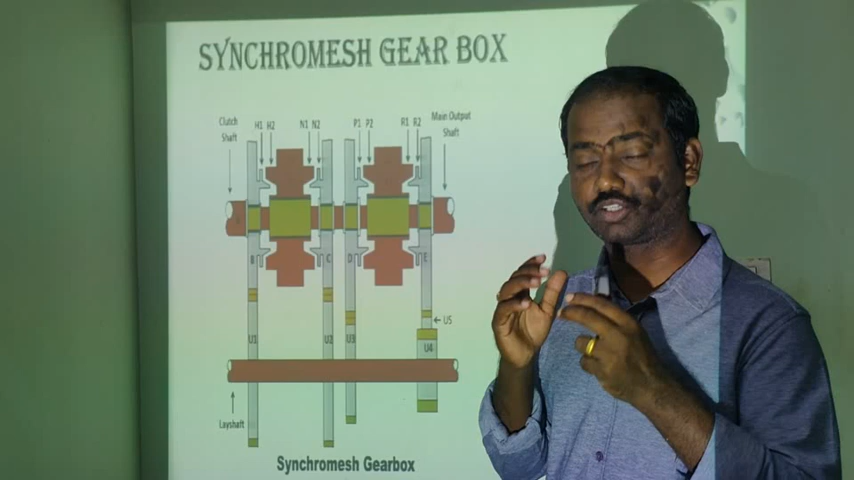 SYNCHROMESH GEAR BOX
Clutch Shaft
H1 H2
N1 N2
P1 P2
R1 R2
Main Output Shaft
B
C
D
E
U1
U2
U3
U5
U4
Layshaft
Synchromesh Gearbox